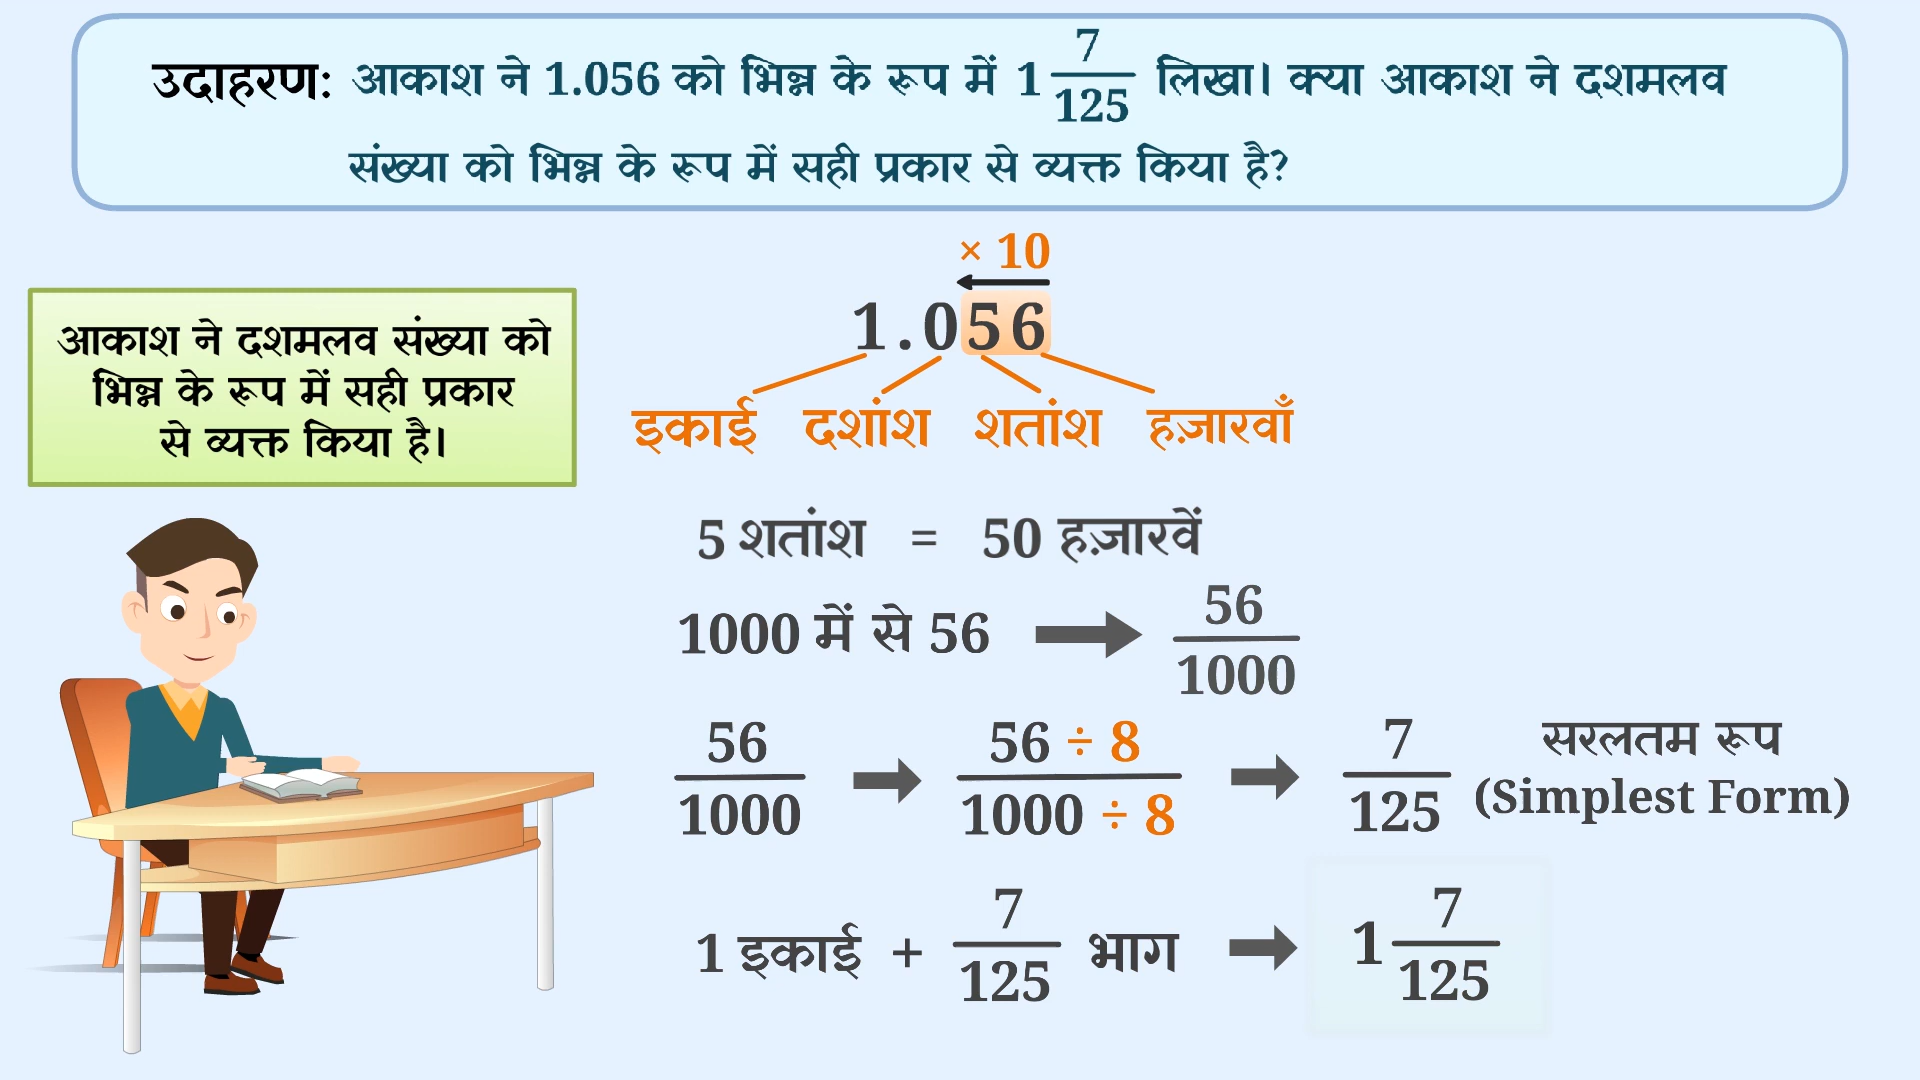 उदाहरण: आकाश ने 1.056 को भिन्न के रूप में 1 7/125 लिखा। क्या आकाश ने दशमलव
संख्या को भिन्न के रूप में सही प्रकार से व्यक्त किया है?
× 10
1.056
इकाई दशांश शतांश हज़ारवाँ
आकाश ने दशमलव संख्या को
भिन्न के रूप में सही प्रकार
से व्यक्त किया है।
5 शतांश = 50 हज़ारवें
1000 में से 56 → 56/1000
56/1000 → 56 ÷ 8/1000 ÷ 8 → 7/125
सरलतम रूप
(Simplest Form)
1 इकाई + 7/125 भाग → 1 7/125